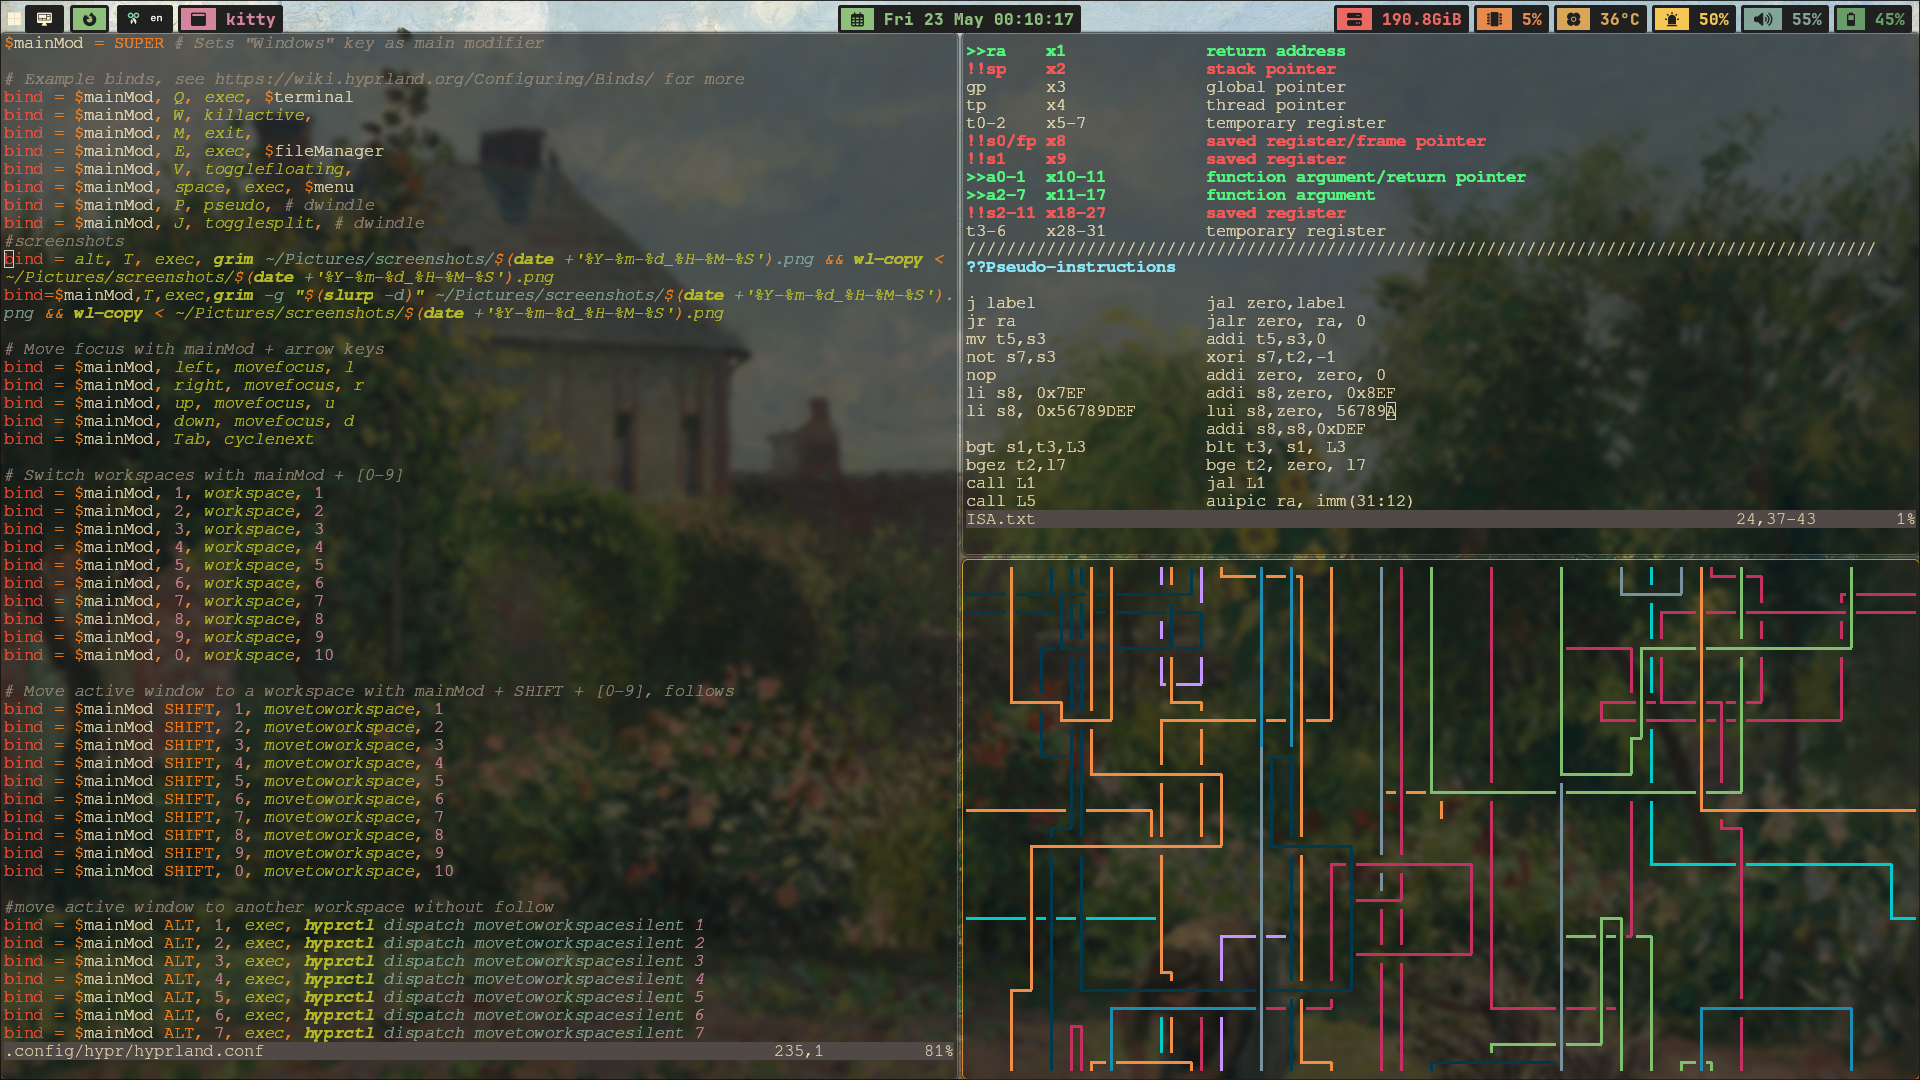 en
kitty
Fri 23 May 00:10:17
190.8GiB
5%
36°C
50%
55%
45%
$mainMod = SUPER # Sets "Windows" key as main modifier
# Example binds, see https://wiki.hyprland.org/Configuring/Binds/ for more
bind = $mainMod, Q, exec, $terminal
bind = $mainMod, W, killactive,
bind = $mainMod, M, exit,
bind = $mainMod, E, exec, $fileManager
bind = $mainMod, V, togglefloating,
bind = $mainMod, space, exec, $menu
bind = $mainMod, P, pseudo, # dwindle
bind = $mainMod, J, togglesplit, # dwindle
#screenshots
bind = alt, T, exec, grim ~/Pictures/screenshots/$(date +'%Y-%m-%d_%H-%M-%S').png && wl-copy <
~/Pictures/screenshots/$(date +'%Y-%m-%d_%H-%M-%S').png
bind=$mainMod,T,exec,grim -g "$(slurp -d)" ~/Pictures/screenshots/$(date +'%Y-%m-%d_%H-%M-%S').
png && wl-copy < ~/Pictures/screenshots/$(date +'%Y-%m-%d_%H-%M-%S').png
# Move focus with mainMod + arrow keys
bind = $mainMod, left, movefocus, l
bind = $mainMod, right, movefocus, r
bind = $mainMod, up, movefocus, u
bind = $mainMod, down, movefocus, d
bind = $mainMod, Tab, cyclenext
# Switch workspaces with mainMod + [0-9]
bind = $mainMod, 1, workspace, 1
bind = $mainMod, 2, workspace, 2
bind = $mainMod, 3, workspace, 3
bind = $mainMod, 4, workspace, 4
bind = $mainMod, 5, workspace, 5
bind = $mainMod, 6, workspace, 6
bind = $mainMod, 7, workspace, 7
bind = $mainMod, 8, workspace, 8
bind = $mainMod, 9, workspace, 9
bind = $mainMod, 0, workspace, 10
# Move active window to a workspace with mainMod + SHIFT + [0-9], follows
bind = $mainMod SHIFT, 1, movetoworkspace, 1
bind = $mainMod SHIFT, 2, movetoworkspace, 2
bind = $mainMod SHIFT, 3, movetoworkspace, 3
bind = $mainMod SHIFT, 4, movetoworkspace, 4
bind = $mainMod SHIFT, 5, movetoworkspace, 5
bind = $mainMod SHIFT, 6, movetoworkspace, 6
bind = $mainMod SHIFT, 7, movetoworkspace, 7
bind = $mainMod SHIFT, 8, movetoworkspace, 8
bind = $mainMod SHIFT, 9, movetoworkspace, 9
bind = $mainMod SHIFT, 0, movetoworkspace, 10
#move active window to another workspace without follow
bind = $mainMod ALT, 1, exec, hyprctl dispatch movetoworkspacesilent 1
bind = $mainMod ALT, 2, exec, hyprctl dispatch movetoworkspacesilent 2
bind = $mainMod ALT, 3, exec, hyprctl dispatch movetoworkspacesilent 3
bind = $mainMod ALT, 4, exec, hyprctl dispatch movetoworkspacesilent 4
bind = $mainMod ALT, 5, exec, hyprctl dispatch movetoworkspacesilent 5
bind = $mainMod ALT, 6, exec, hyprctl dispatch movetoworkspacesilent 6
bind = $mainMod ALT, 7, exec, hyprctl dispatch movetoworkspacesilent 7
.config/hypr/hyprland.conf 235,1 81%
>>ra x1 return address
!!sp x2 stack pointer
gp x3 global pointer
tp x4 thread pointer
t0-2 x5-7 temporary register
!!s0/fp x8 saved register/frame pointer
!!s1 x9 saved register
>>a0-1 x10-11 function argument/return pointer
>>a2-7 x11-17 function argument
!!s2-11 x18-27 saved register
t3-6 x28-31 temporary register
///////////////////////////////////////////////////////////////////////////////////////////
??Pseudo-instructions
j label jal zero,label
jr ra jalr zero, ra, 0
mv t5,s3 addi t5,s3,0
not s7,s3 xori s7,t2,-1
nop addi zero, zero, 0
li s8, 0x7EF addi s8,zero, 0x8EF
li s8, 0x56789DEF lui s8,zero, 56789A
addi s8,s8,0xDEF
bgt s1,t3,L3 blt t3, s1, L3
bgez t2,l7 bge t2, zero, l7
call L1 jal L1
call L5 auipic ra, imm(31:12)
ISA.txt 24,37-43 1%